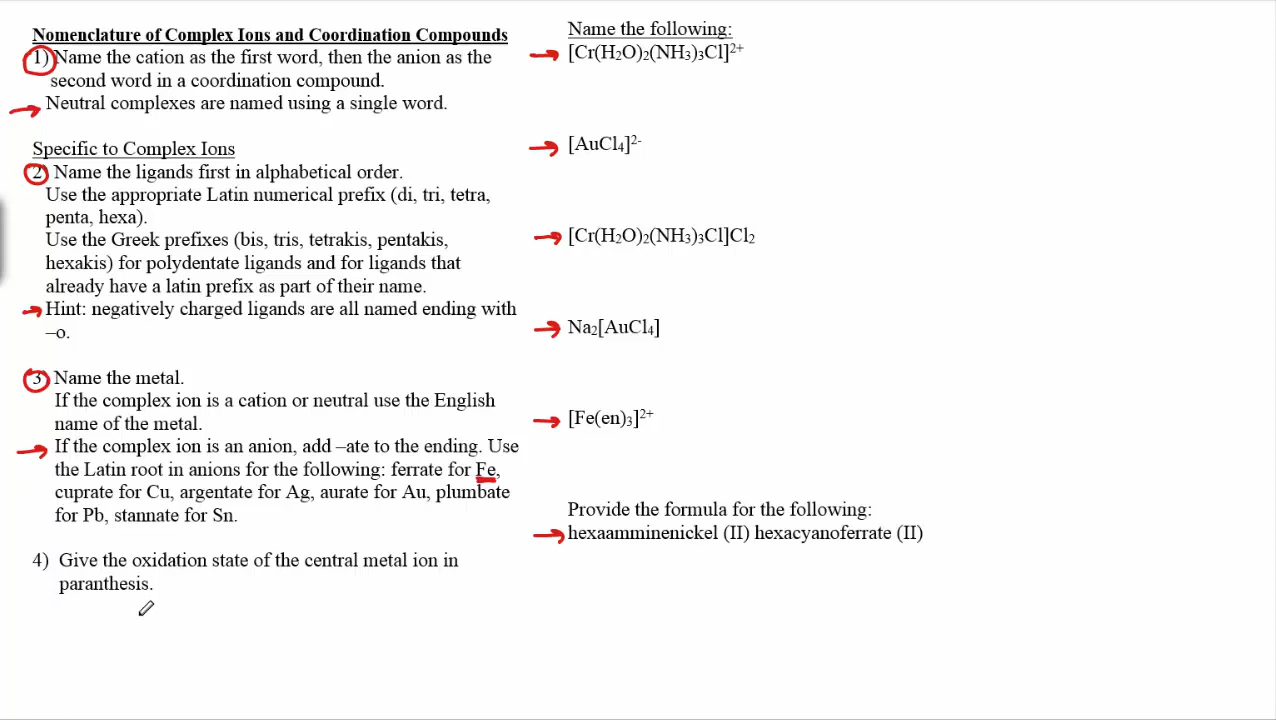 Nomenclature of Complex Ions and Coordination Compounds
1) Name the cation as the first word, then the anion as the
second word in a coordination compound.
Neutral complexes are named using a single word.
Specific to Complex Ions
2) Name the ligands first in alphabetical order.
Use the appropriate Latin numerical prefix (di, tri, tetra,
penta, hexa).
Use the Greek prefixes (bis, tris, tetrakis, pentakis,
hexakis) for polydentate ligands and for ligands that
already have a latin prefix as part of their name.
Hint: negatively charged ligands are all named ending with
–o.
3) Name the metal.
If the complex ion is a cation or neutral use the English
name of the metal.
If the complex ion is an anion, add –ate to the ending. Use
the Latin root in anions for the following: ferrate for Fe,
cuprate for Cu, argentate for Ag, aurate for Au, plumbate
for Pb, stannate for Sn.
4) Give the oxidation state of the central metal ion in
paranthesis.
Name the following:
[Cr(H₂O)₂(NH₃)₃Cl]²⁺
[AuCl₄]²⁻
[Cr(H₂O)₂(NH₃)₃Cl]Cl₂
Na₂[AuCl₄]
[Fe(en)₃]²⁺
Provide the formula for the following:
hexaamminenickel (II) hexacyanoferrate (II)